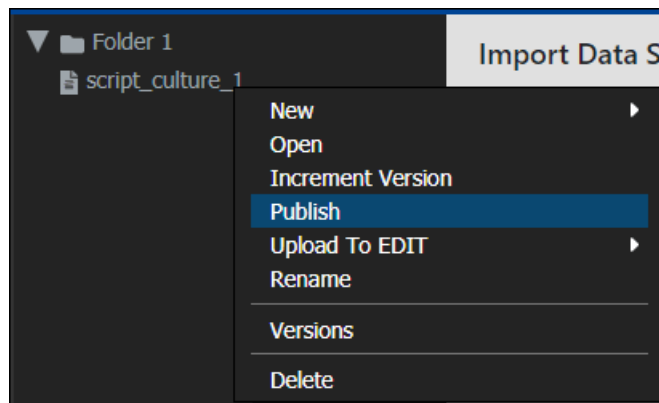 Folder 1
script_culture_1
Import Data S
New
Open
Increment Version
Publish
Upload To EDIT
Rename
Versions
Delete